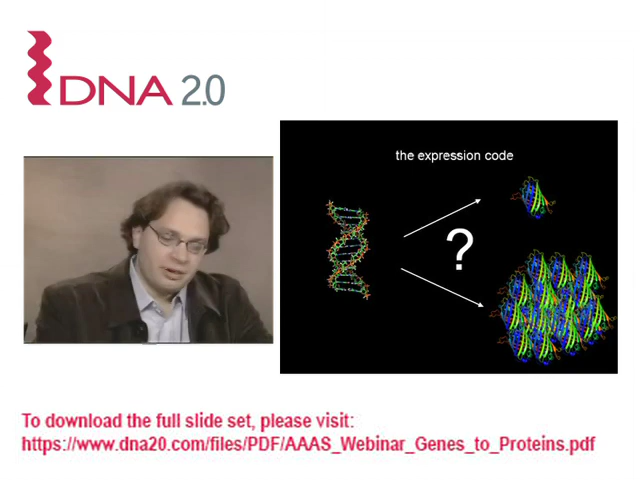 DNA 2.0
the expression code
?
To download the full slide set, please visit:
https://www.dna20.com/files/PDF/AAAS_Webinar_Genes_to_Proteins.pdf